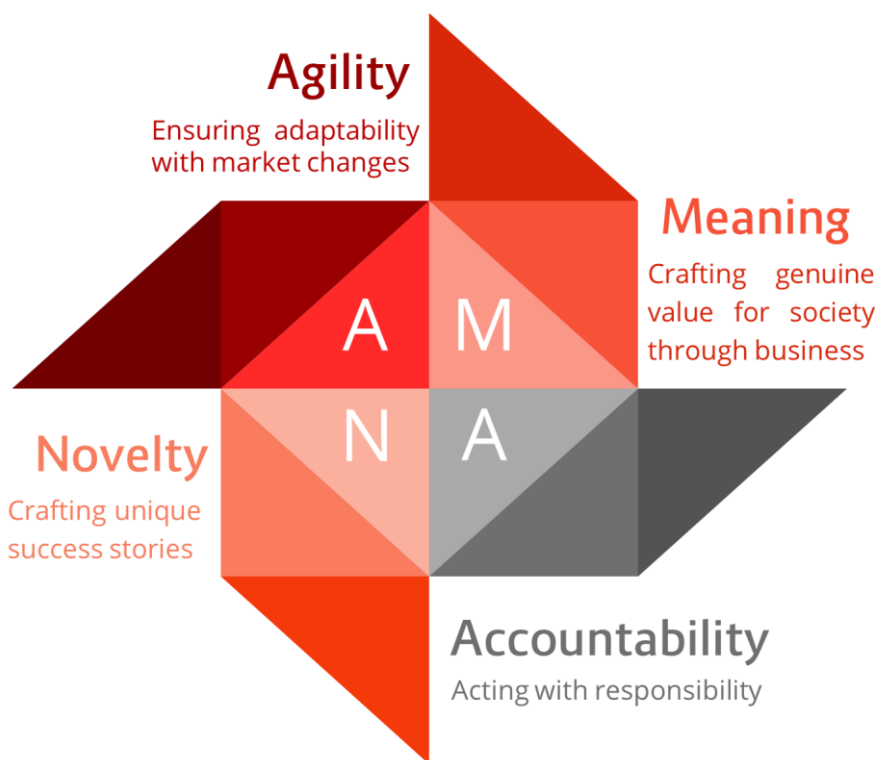 Agility
Ensuring adaptability
with market changes
Meaning
Crafting genuine
value for society
through business
A M
N A
Novelty
Crafting unique
success stories
Accountability
Acting with responsibility